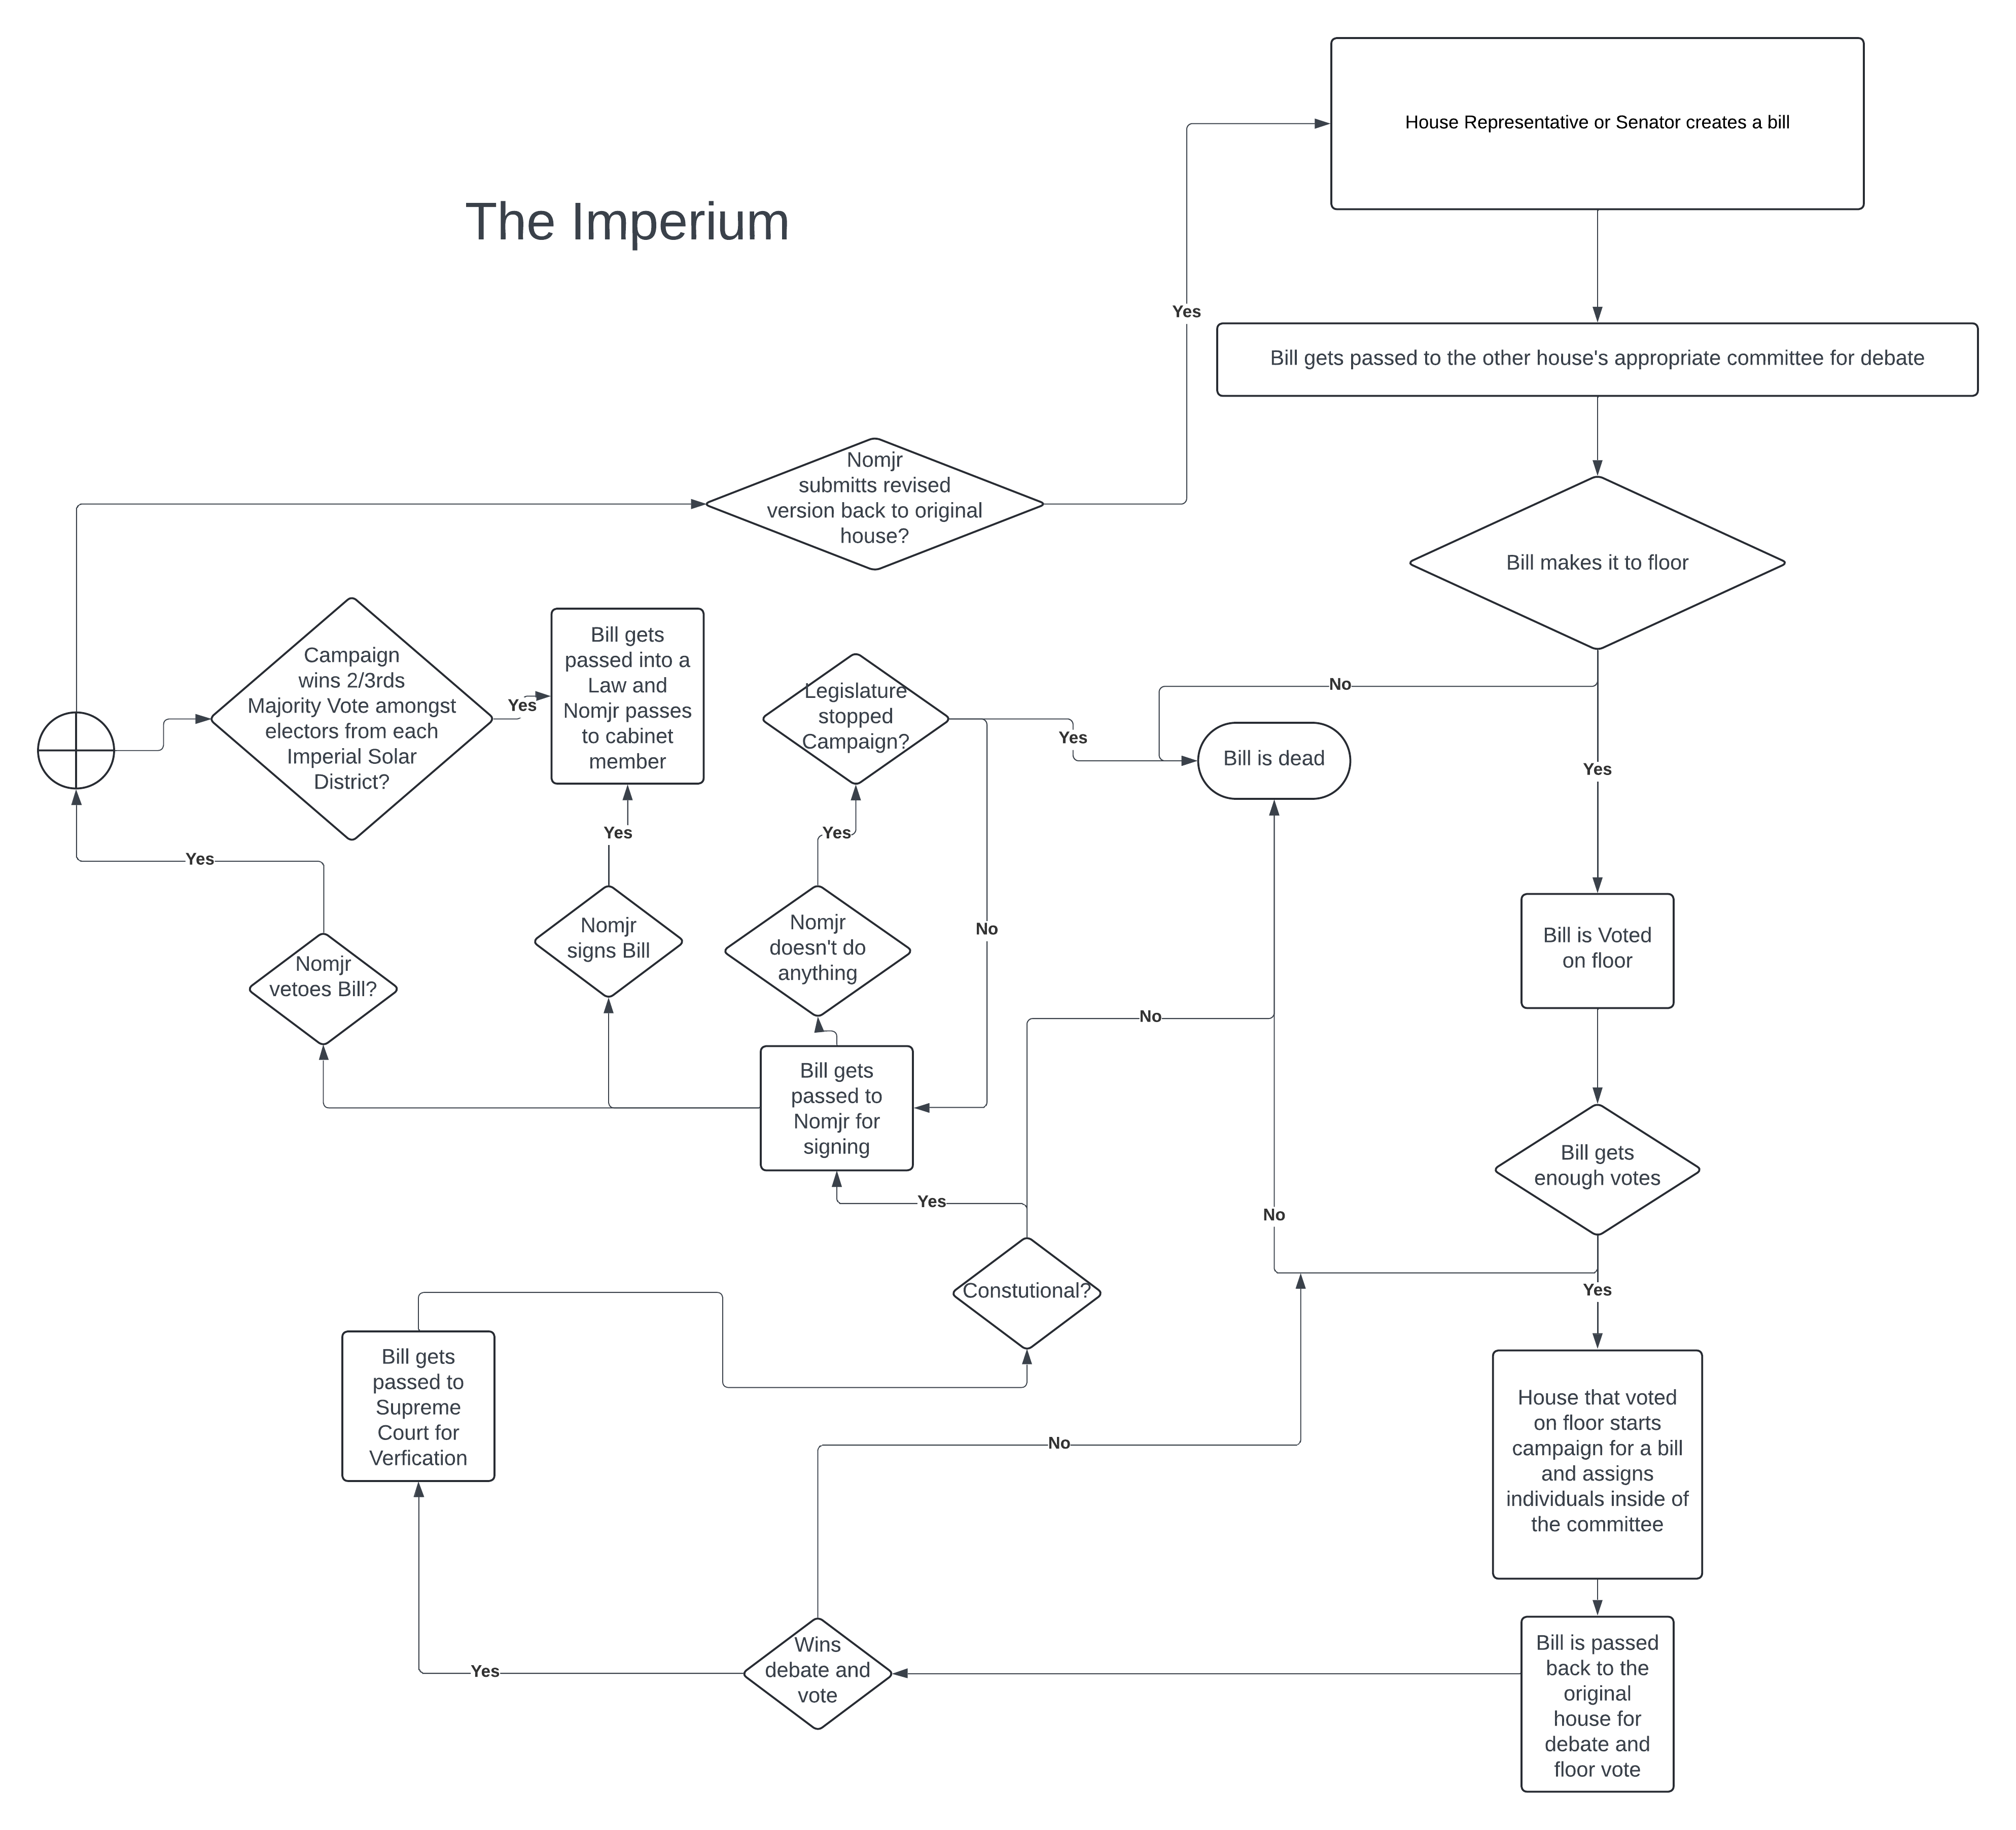 The Imperium
House Representative or Senator creates a bill
Yes
Bill gets passed to the other house's appropriate committee for debate
Nomjr
submitts revised
version back to original
house?
Bill makes it to floor
Campaign
wins 2/3rds
Majority Vote amongst
electors from each
Imperial Solar
District?
Yes
Bill gets
passed into a
Law and
Nomjr passes
to cabinet
member
Legislature
stopped
Campaign?
Yes
No
Bill is dead
Yes
Yes
Yes
Yes
No
Nomjr
vetoes Bill?
Nomjr
signs Bill
Nomjr
doesn't do
anything
Bill is Voted
on floor
No
Bill gets
passed to
Nomjr for
signing
Bill gets
enough votes
Yes
No
Constutional?
Yes
Bill gets
passed to
Supreme
Court for
Verfication
House that voted
on floor starts
campaign for a bill
and assigns
individuals inside of
the committee
No
Wins
debate and
vote
Yes
Bill is passed
back to the
original
house for
debate and
floor vote